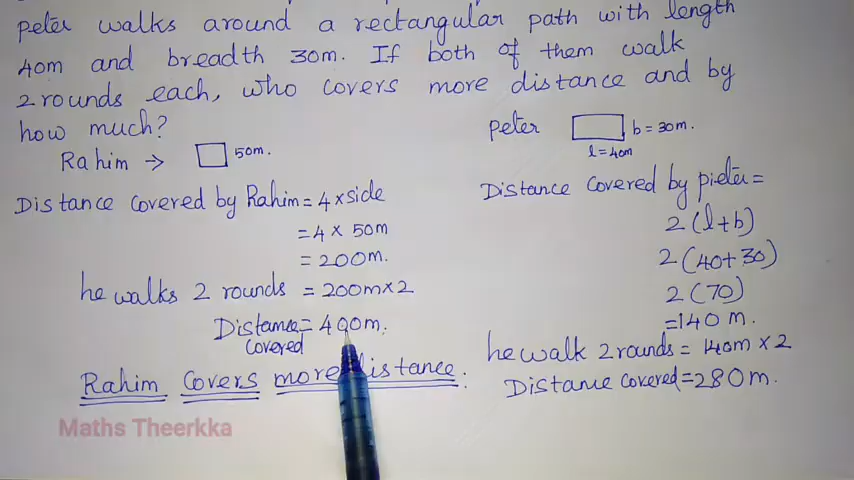 peter walks around a rectangular path with length
40m and breadth 30m. If both of them walk
2 rounds each, who covers more distance and by
how much?
Rahim → 50m.
Distance covered by Rahim = 4 × side
= 4 × 50m
= 200m.
he walks 2 rounds = 200m × 2
Distance = 400m.
covered
Rahim Covers more distance.
peter b = 30m.
l = 40m
Distance Covered by pieter =
2 (l + b)
2 (40 + 30)
2 (70)
= 140 m.
he walk 2 rounds = 140m × 2
Distance covered = 280m.
Maths Theerkka